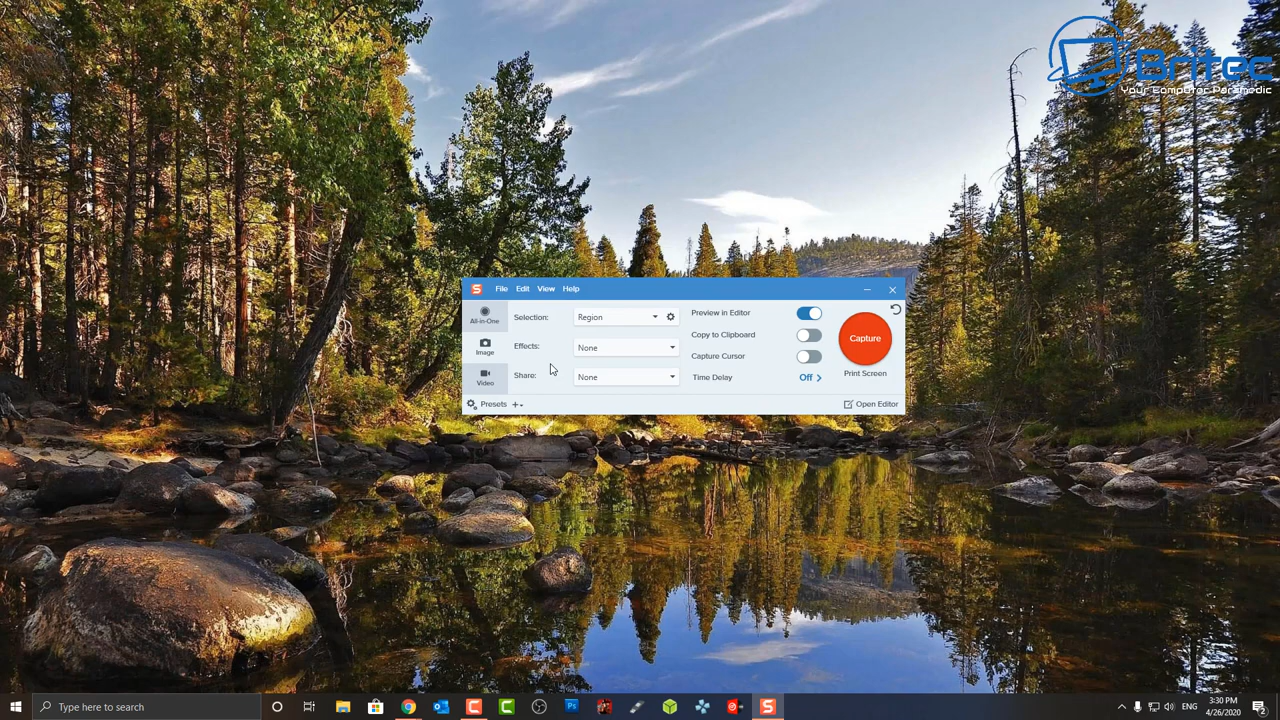 Britec
Your Computer Paramedic
S File Edit View Help
All-in-One
Image
Video
Selection: Region
Effects: None
Share: None
Preview in Editor
Copy to Clipboard
Capture Cursor
Time Delay Off
Capture
Print Screen
Presets
Open Editor
Type here to search
ENG
3:30 PM
4/26/2020
2